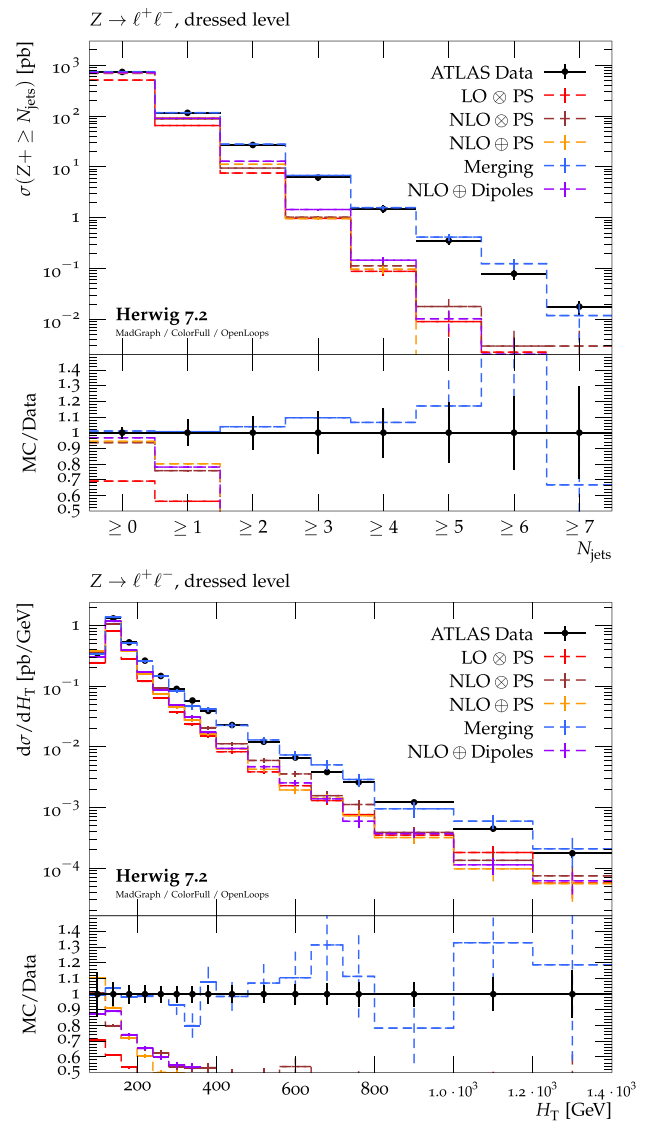 Z → ℓ⁺ℓ⁻, dressed level
σ(Z+ ≥ N_jets) [pb]
10³
10²
10¹
1
10⁻¹
10⁻²
ATLAS Data
LO ⊗ PS
NLO ⊗ PS
NLO ⊕ PS
Merging
NLO ⊕ Dipoles
Herwig 7.2
MadGraph / ColorFull / OpenLoops
MC/Data
1.4
1.3
1.2
1.1
1
0.9
0.8
0.7
0.6
0.5
≥ 0 ≥ 1 ≥ 2 ≥ 3 ≥ 4 ≥ 5 ≥ 6 ≥ 7
N_jets
Z → ℓ⁺ℓ⁻, dressed level
dσ/dH_T [pb/GeV]
1
10⁻¹
10⁻²
10⁻³
10⁻⁴
ATLAS Data
LO ⊗ PS
NLO ⊗ PS
NLO ⊕ PS
Merging
NLO ⊕ Dipoles
Herwig 7.2
MadGraph / ColorFull / OpenLoops
MC/Data
1.4
1.3
1.2
1.1
1
0.9
0.8
0.7
0.6
0.5
200 400 600 800 1.0 · 10³ 1.2 · 10³ 1.4 · 10³
H_T [GeV]